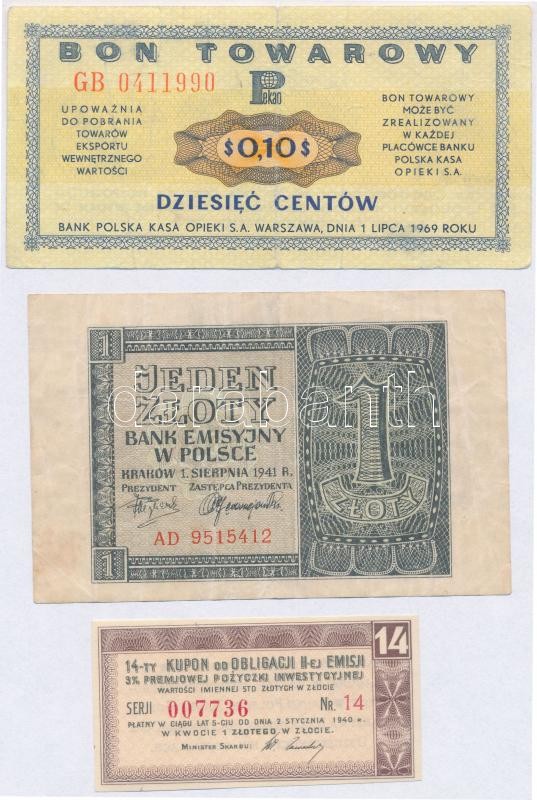 BON TOWAROWY
GB 0411990
Pekao
UPOWAŻNIA
DO POBRANIA
TOWARÓW
EKSPORTU
WEWNĘTRZNEGO
WARTOŚCI
$0,10$
BON TOWAROWY
MOŻE BYĆ
ZREALIZOWANY
W KAŻDEJ
PLACÓWCE BANKU
POLSKA KASA
OPIEKI S.A.
DZIESIĘĆ CENTÓW
BANK POLSKA KASA OPIEKI S.A. WARSZAWA, DNIA 1 LIPCA 1969 ROKU
1
JEDEN
ZŁOTY
BANK EMISYJNY
W POLSCE
KRAKÓW 1. SIERPNIA 1941 R.
PREZYDENT ZASTĘPCA PREZYDENTA
AD 9515412
1
1
ZŁOTY
darabanth
14
14-TY KUPON OD OBLIGACJI II-EJ EMISJI
3% PREMJOWEJ POŻYCZKI INWESTYCYJNEJ
WARTOŚCI IMIENNEJ STO ZŁOTYCH W ZŁOCIE
SERJI 007736 NR. 14
PŁATNY W CIĄGU LAT 5-CIU OD DNIA 2 STYCZNIA 1940 R.
W KWOCIE 1 ZŁOTEGO W ZŁOCIE.
MINISTER SKARBU: